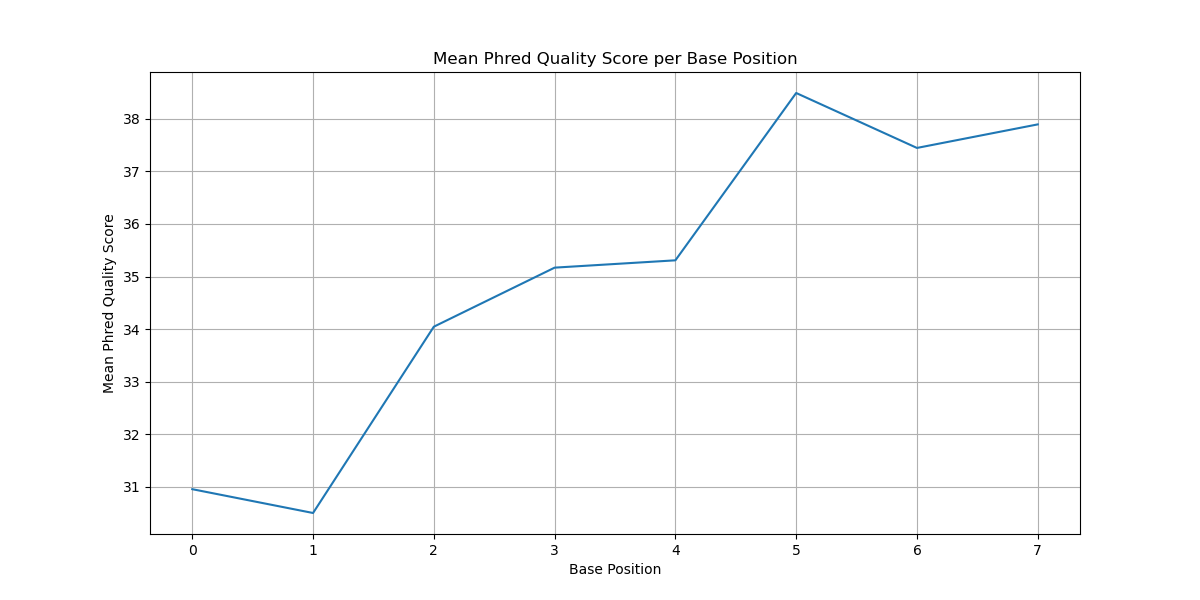 Mean Phred Quality Score per Base Position
Mean Phred Quality Score
38
37
36
35
34
33
32
31
0 1 2 3 4 5 6 7
Base Position